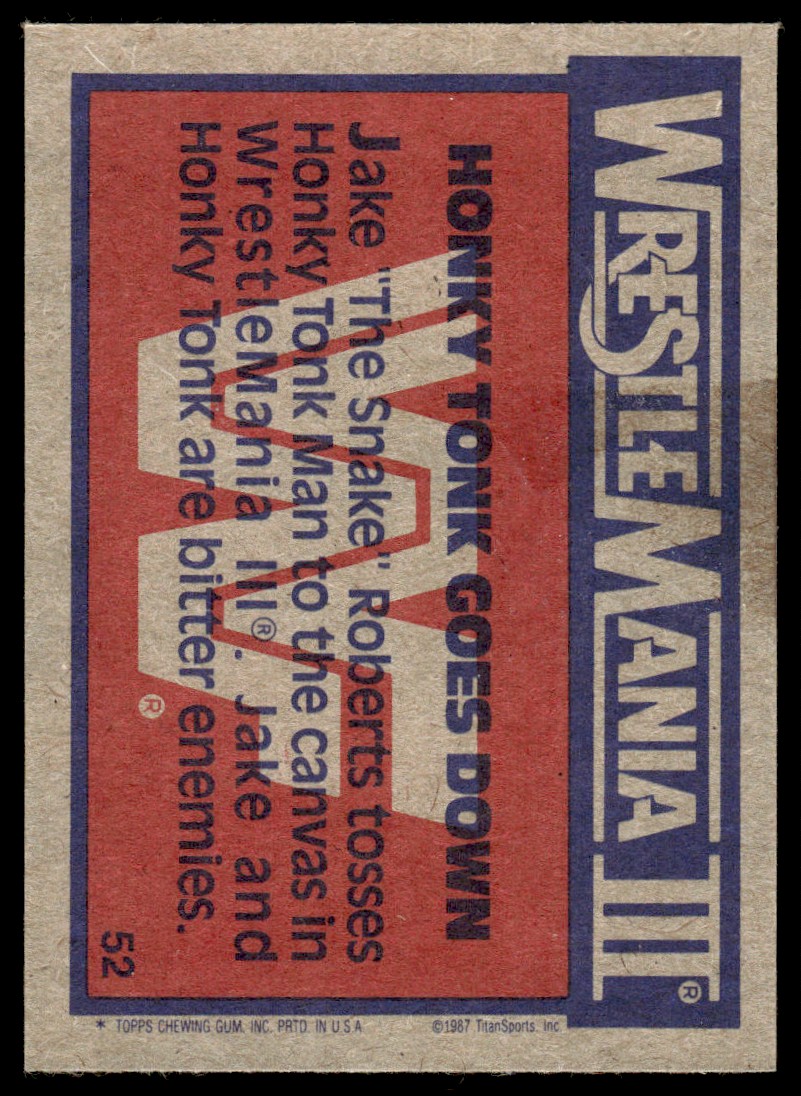 WRESTLEMANIA III®
HONKY TONK GOES DOWN
Jake "The Snake" Roberts tosses
Honky Tonk Man to the canvas in
WrestleMania III®. Jake and
Honky Tonk are bitter enemies.
®
52
* TOPPS CHEWING GUM, INC. PRTD. IN U.S.A.
©1987 TitanSports, Inc.